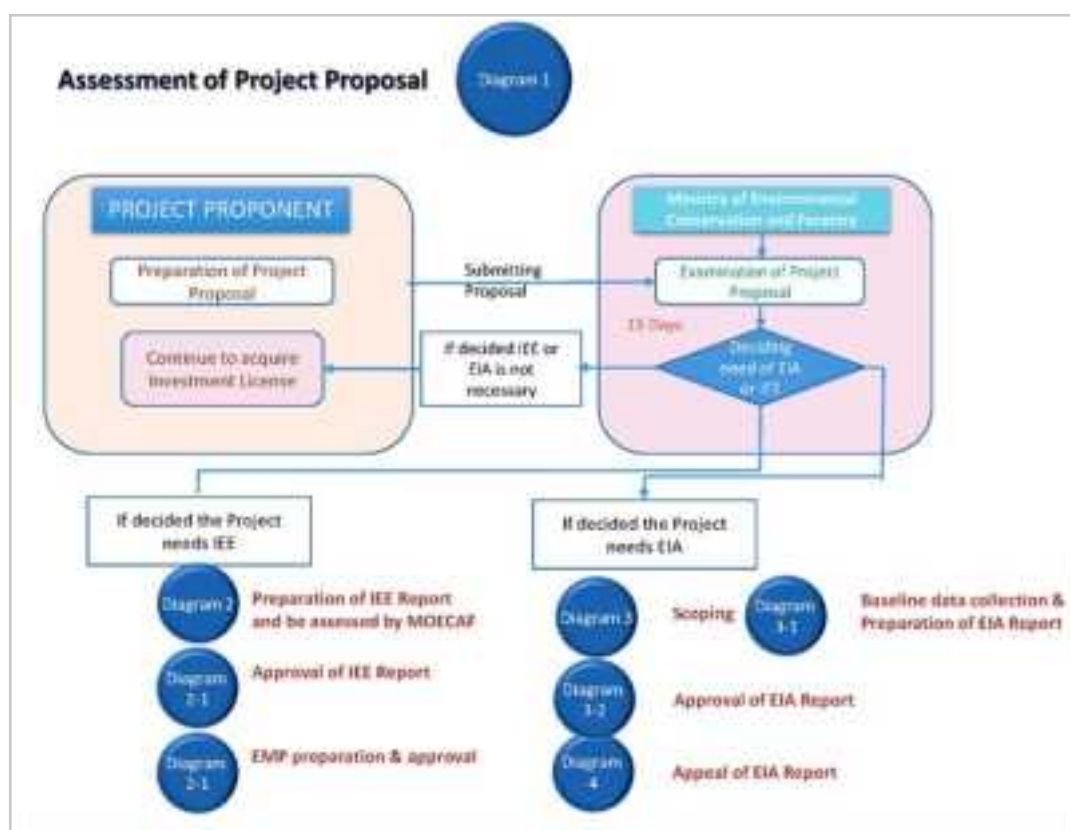 Assessment of Project Proposal
Diagram 1
PROJECT PROPONENT
Ministry of Environmental
Conservation and Forestry
Preparation of Project
Proposal
Submitting
Proposal
Examination of Project
Proposal
15 Days
Continue to acquire
Investment License
If decided IEE or
EIA is not
necessary
Deciding
need of EIA
or IEE
If decided the Project
needs IEE
If decided the Project
needs EIA
Diagram 2
Preparation of IEE Report
and be assessed by MOECAF
Diagram 3
Scoping
Diagram
3-1
Baseline data collection &
Preparation of EIA Report
Diagram
2-1
Approval of IEE Report
Diagram
3-2
Approval of EIA Report
Diagram
2-1
EMP preparation & approval
Diagram
4
Appeal of EIA Report